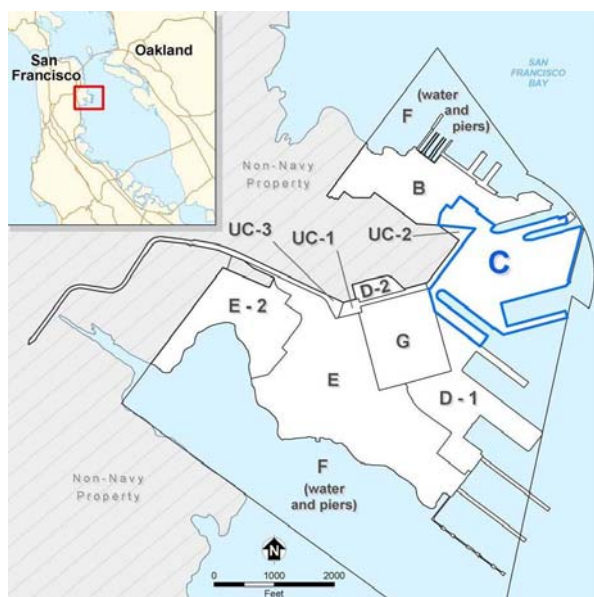 Oakland
San
Francisco
SAN
FRANCISCO
BAY
F
(water
and piers)
Non-Navy
Property
B
UC-3
UC-1
UC-2
C
D-2
E - 2
G
E
D - 1
F
(water
and piers)
Non-Navy
Property
N
0 1000 2000
Feet